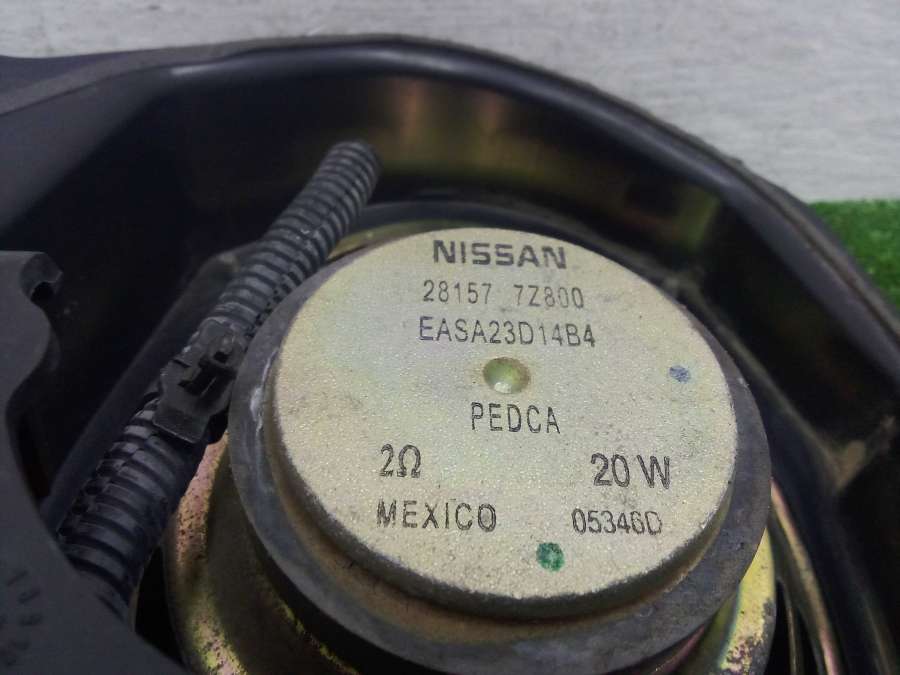 NISSAN
28157 7Z800
EASA23D14B4
PEDCA
2Ω 20 W
MEXICO 05346D